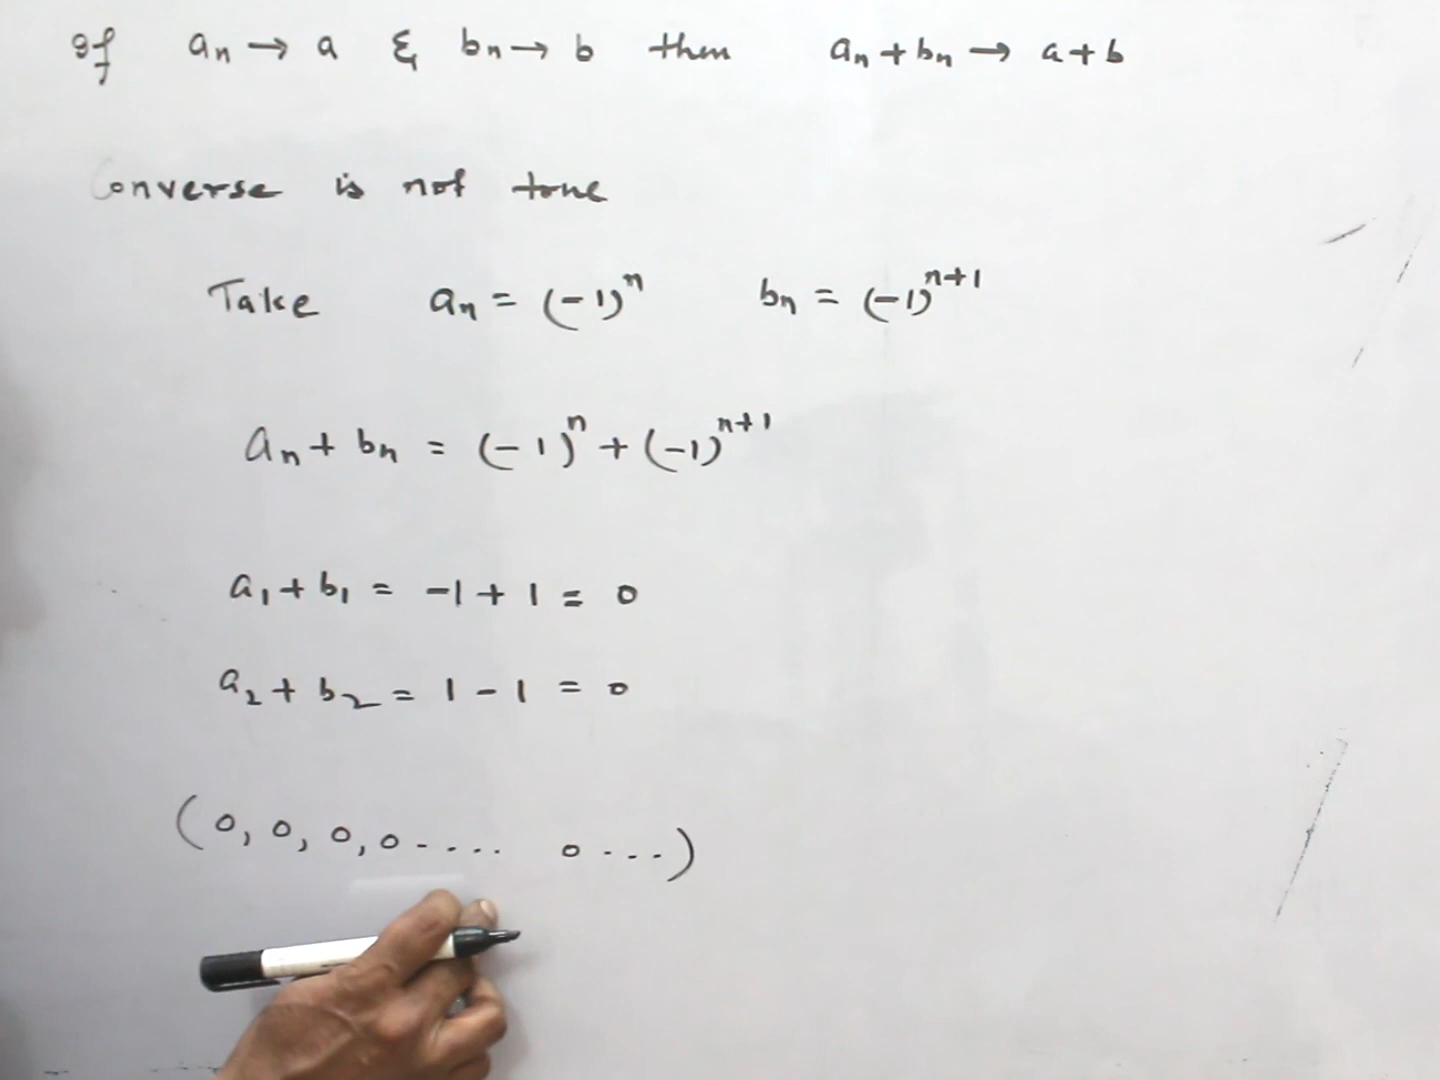 If aₙ → a & bₙ → b then aₙ + bₙ → a + b
Converse is not true
Take aₙ = (-1)ⁿ bₙ = (-1)ⁿ⁺¹
aₙ + bₙ = (-1)ⁿ + (-1)ⁿ⁺¹
a₁ + b₁ = -1 + 1 = 0
a₂ + b₂ = 1 - 1 = 0
(0, 0, 0, 0 ---.. 0 ...)